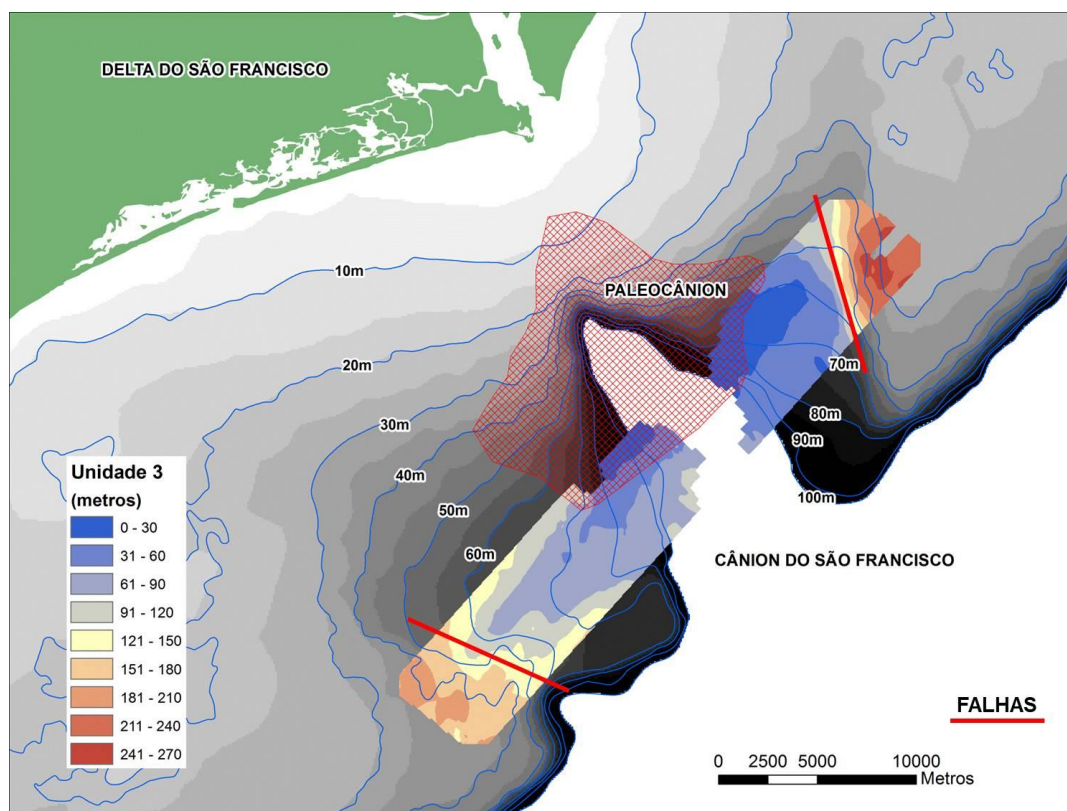 DELTA DO SÃO FRANCISCO
10m
PALEOCÂNION
20m
70m
30m
80m
90m
40m
100m
50m
60m
CÂNION DO SÃO FRANCISCO
Unidade 3
(metros)
0 - 30
31 - 60
61 - 90
91 - 120
121 - 150
151 - 180
181 - 210
211 - 240
241 - 270
FALHAS
0 2500 5000 10000
Metros